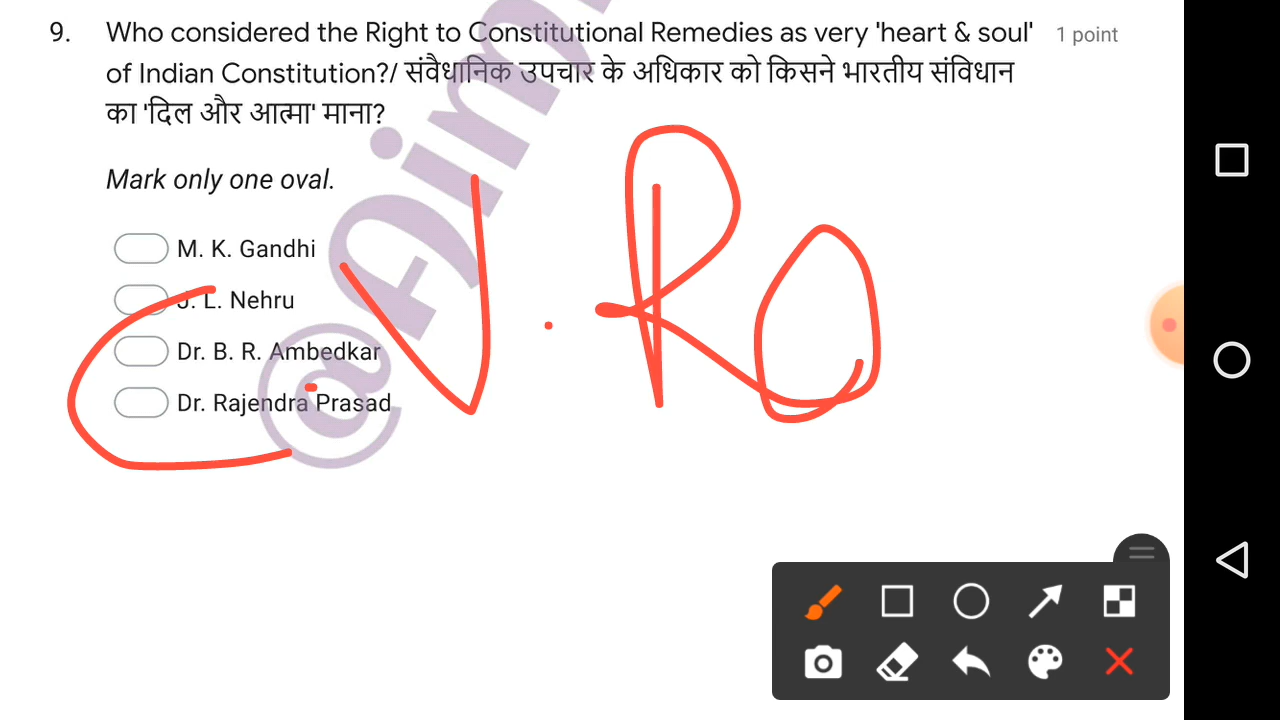 9. Who considered the Right to Constitutional Remedies as very 'heart & soul' 1 point
of Indian Constitution?/ संवैधानिक उपचार के अधिकार को किसने भारतीय संविधान
का 'दिल और आत्मा' माना?
Mark only one oval.
M. K. Gandhi
J. L. Nehru
Dr. B. R. Ambedkar
Dr. Rajendra Prasad